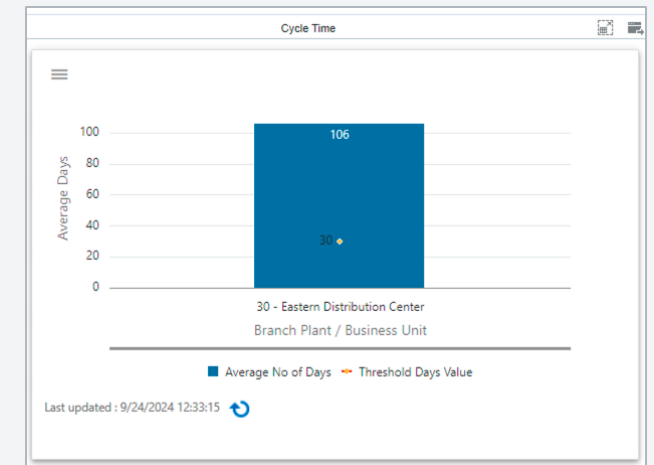 Cycle Time
Average Days
100
80
60
40
20
0
106
30
30 - Eastern Distribution Center
Branch Plant / Business Unit
Average No of Days Threshold Days Value
Last updated : 9/24/2024 12:33:15